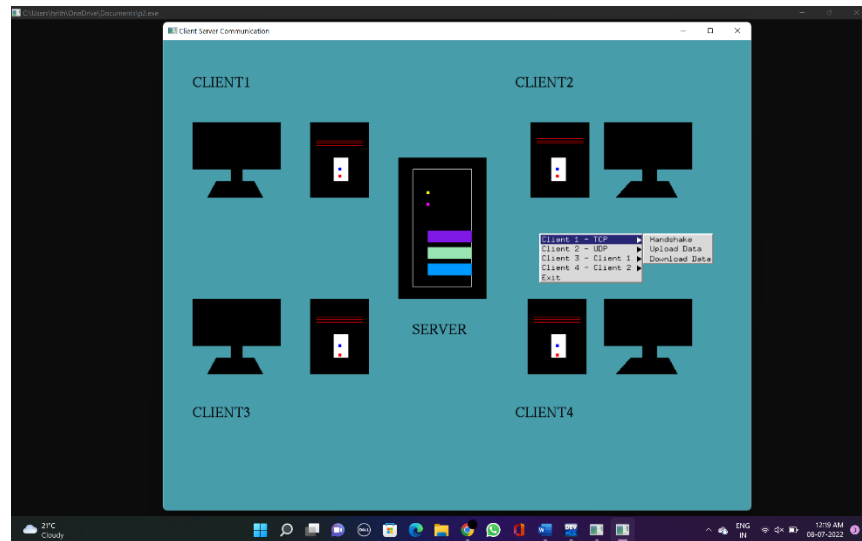 C:\Users\hrith\OneDrive\Documents\p2.exe
Client Server Communication
CLIENT1
CLIENT2
Client 1 - TCP
Client 2 - UDP
Client 3 - Client 1
Client 4 - Client 2
Exit
Handshake
Upload Data
Download Data
SERVER
CLIENT3
CLIENT4
21°C
Cloudy
ENG
IN
12:19 AM
08-07-2022